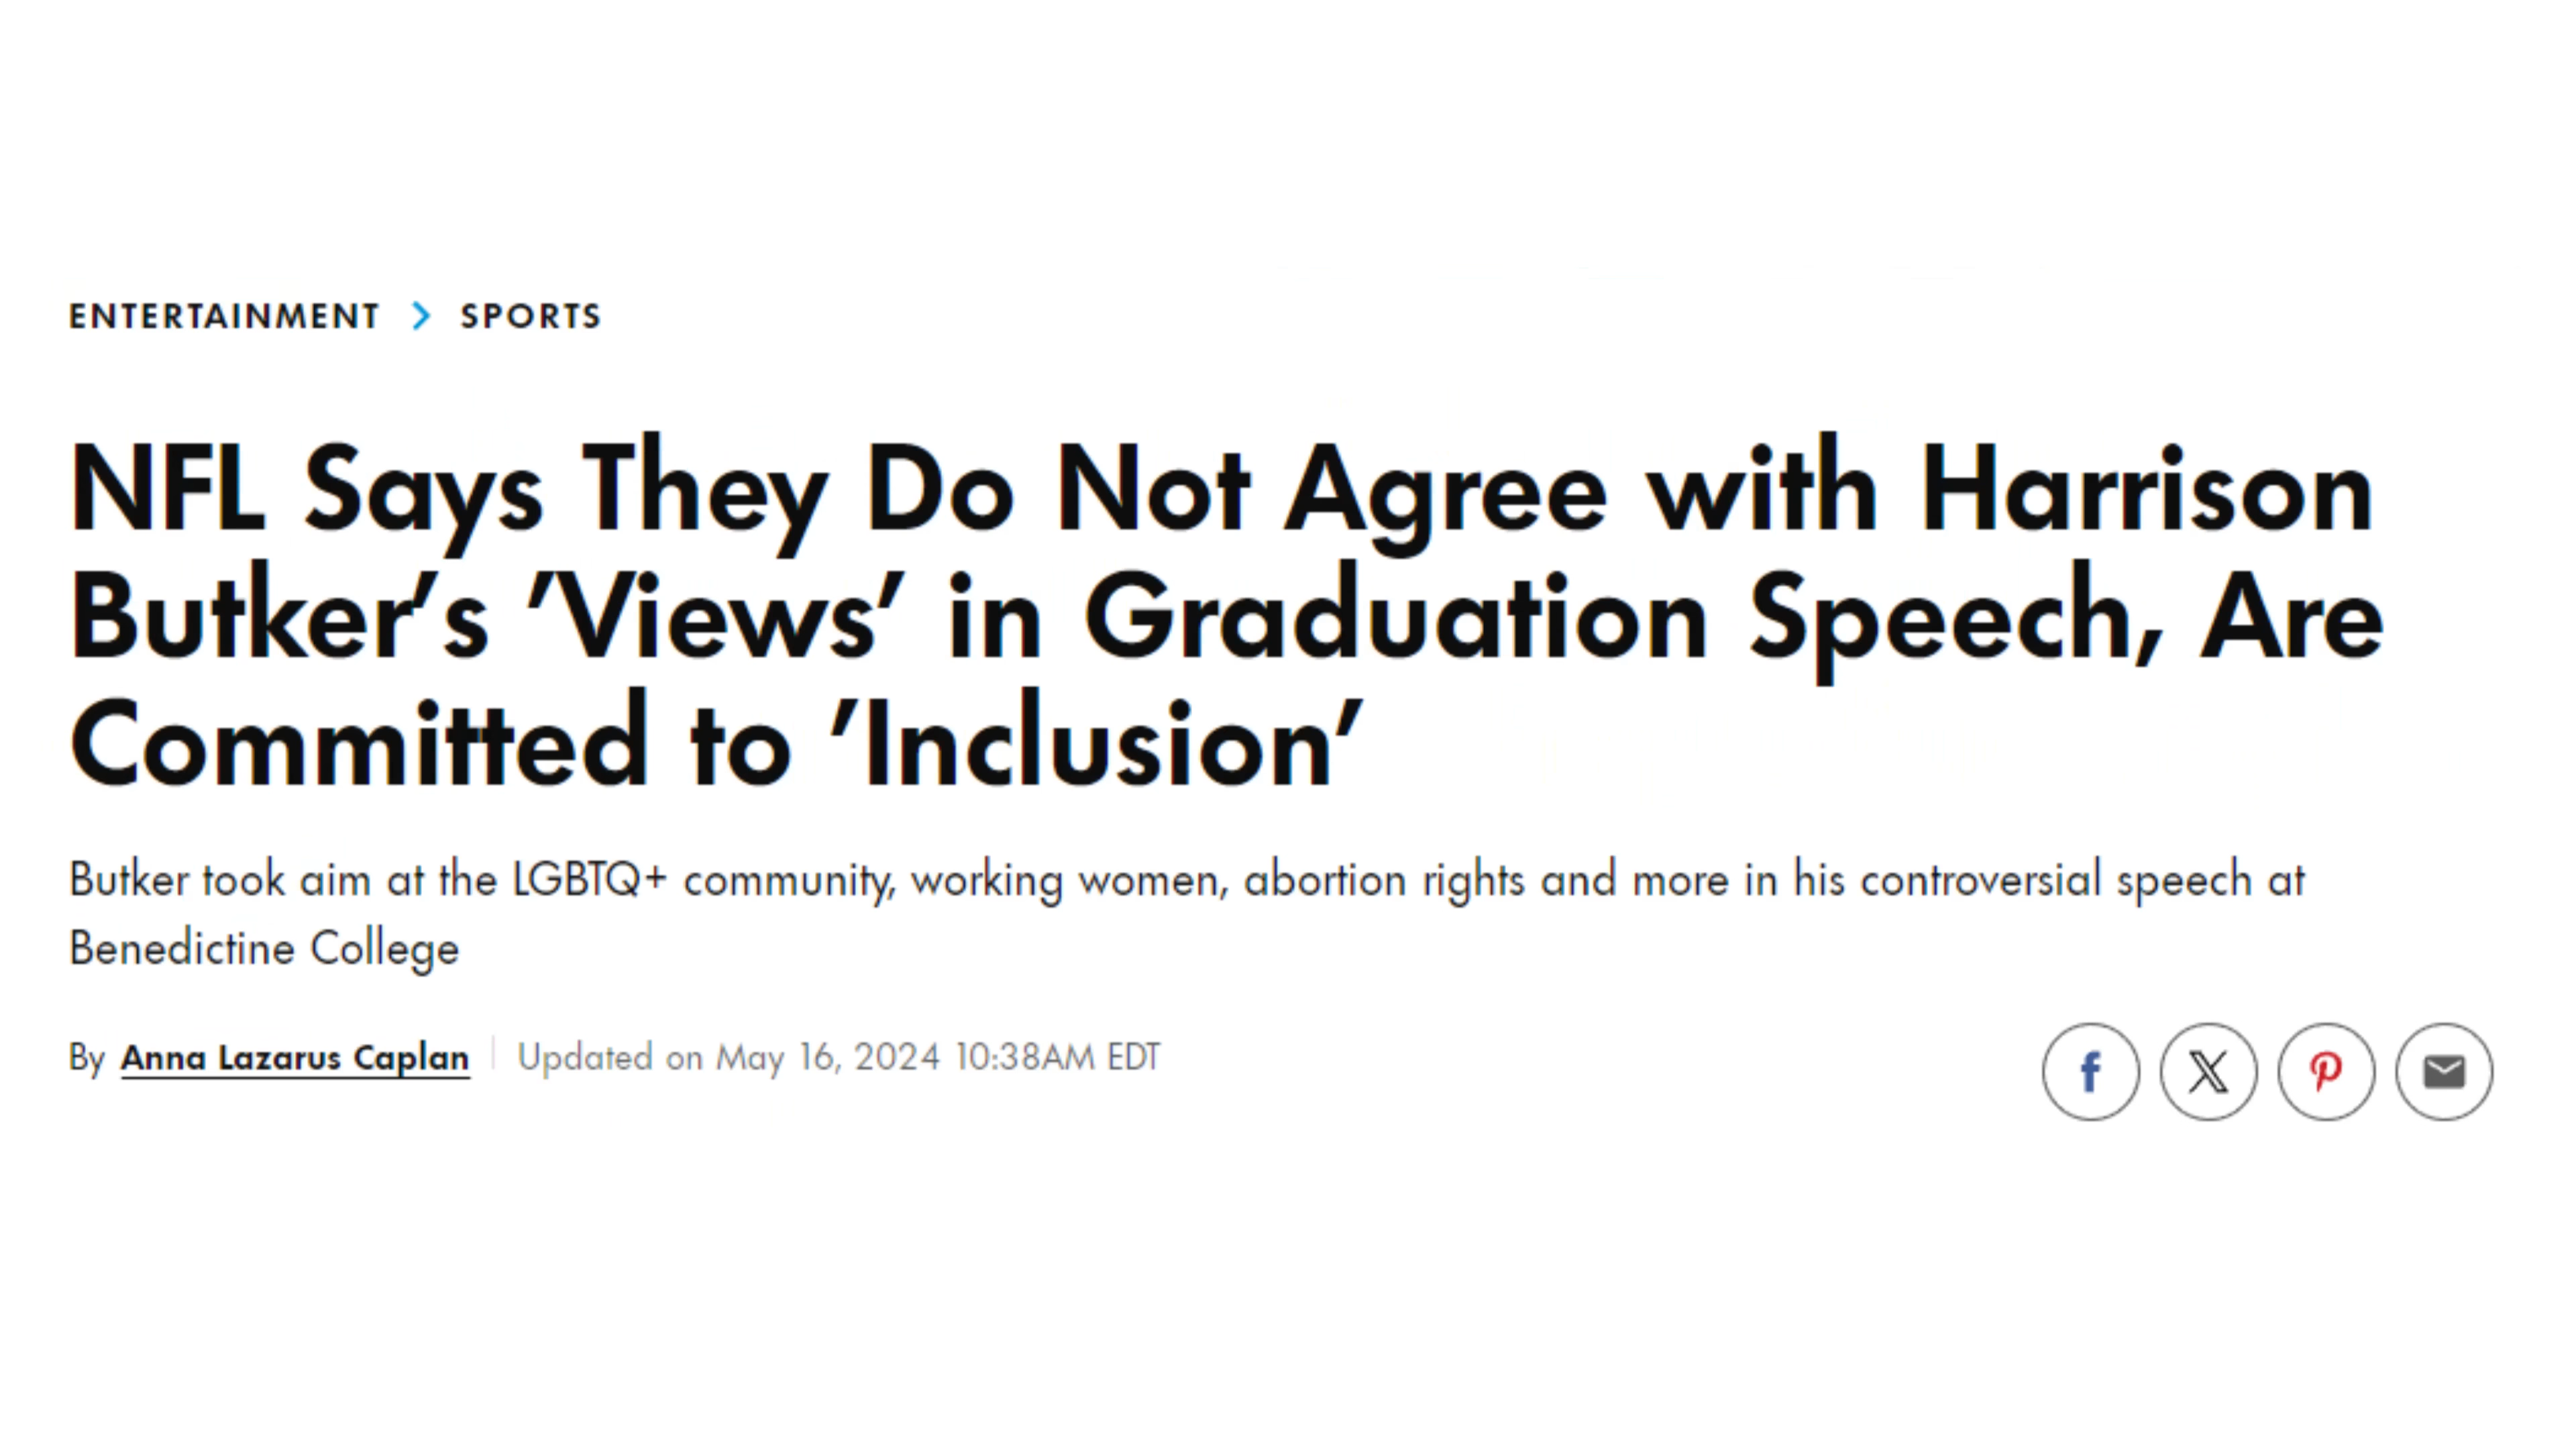 ENTERTAINMENT > SPORTS
NFL Says They Do Not Agree with Harrison
Butker's 'Views' in Graduation Speech, Are
Committed to 'Inclusion'
Butker took aim at the LGBTQ+ community, working women, abortion rights and more in his controversial speech at
Benedictine College
By Anna Lazarus Caplan | Updated on May 16, 2024 10:38AM EDT